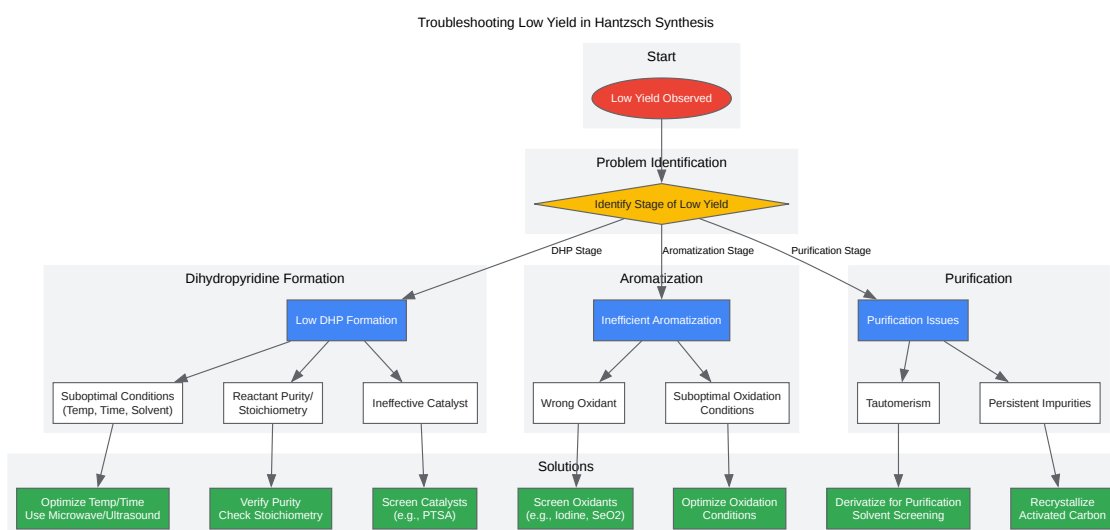 Troubleshooting Low Yield in Hantzsch Synthesis
Start
Low Yield Observed
Problem Identification
Identify Stage of Low Yield
DHP Stage
Aromatization Stage
Purification Stage
Dihydropyridine Formation
Aromatization
Purification
Low DHP Formation
Inefficient Aromatization
Purification Issues
Suboptimal Conditions
(Temp, Time, Solvent)
Reactant Purity/
Stoichiometry
Ineffective Catalyst
Wrong Oxidant
Suboptimal Oxidation
Conditions
Tautomerism
Persistent Impurities
Solutions
Optimize Temp/Time
Use Microwave/Ultrasound
Verify Purity
Check Stoichiometry
Screen Catalysts
(e.g., PTSA)
Screen Oxidants
(e.g., Iodine, SeO2)
Optimize Oxidation
Conditions
Derivatize for Purification
Solvent Screening
Recrystallize
Activated Carbon